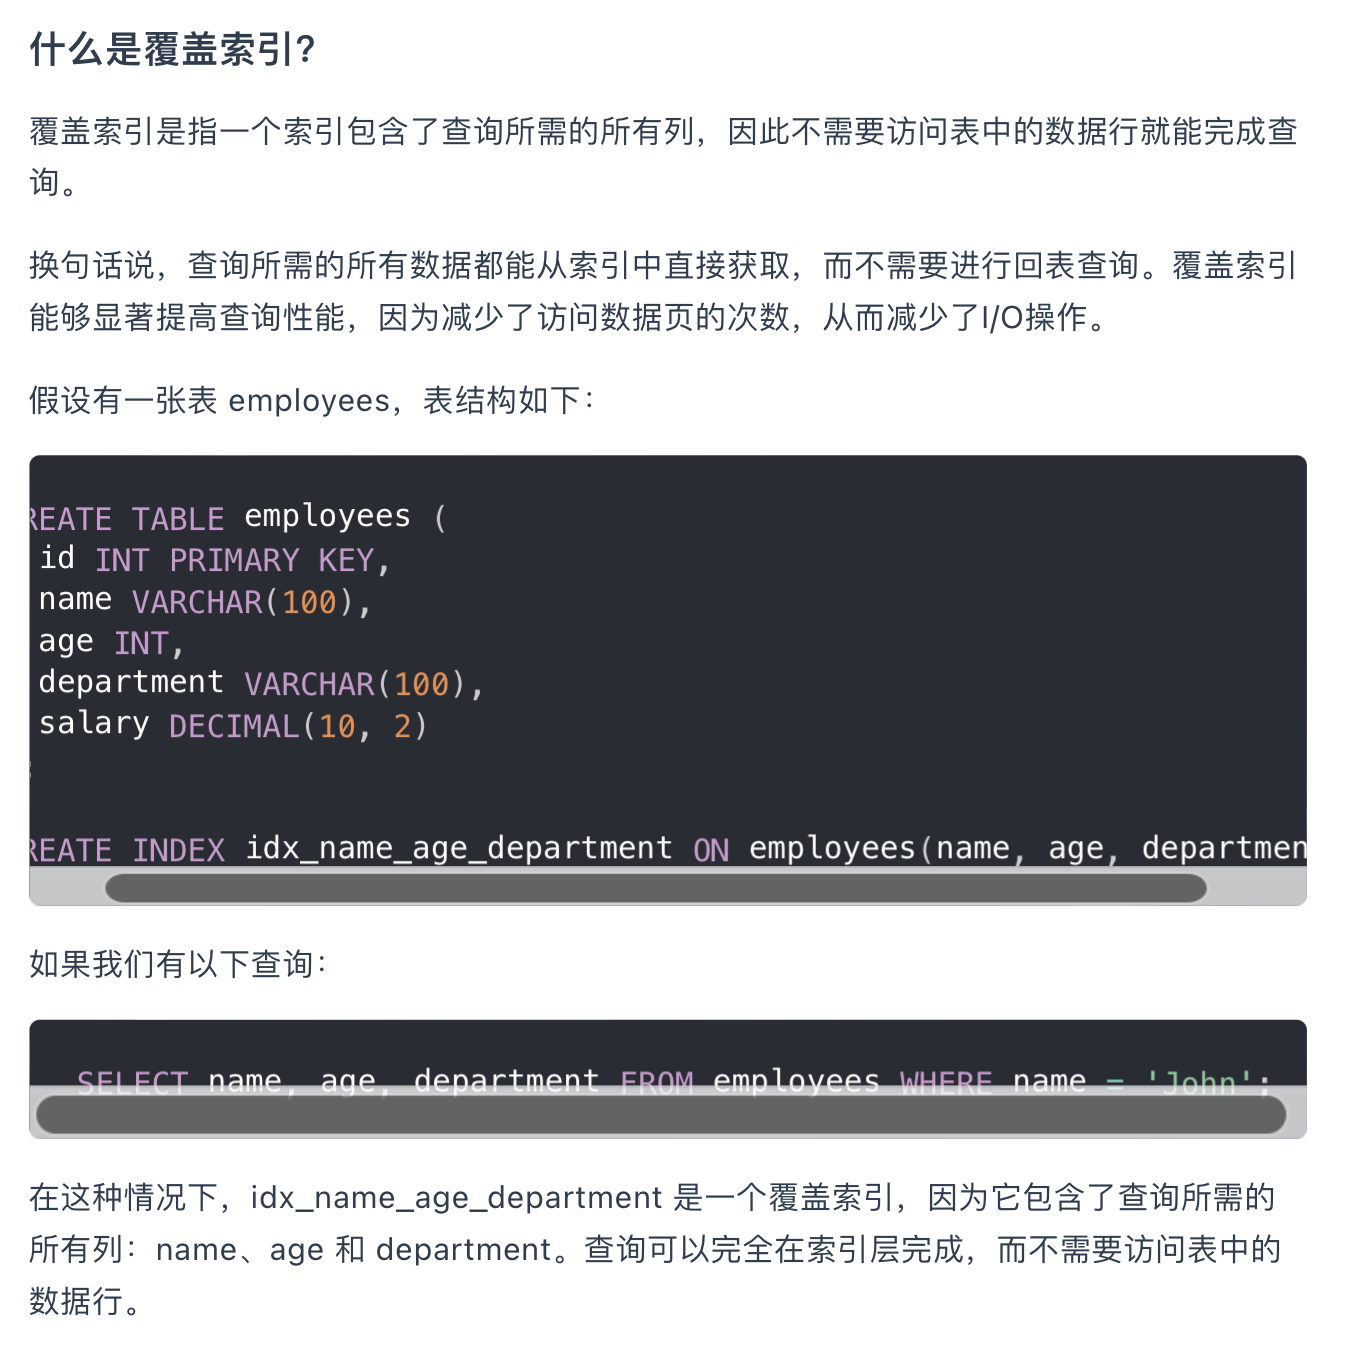 什么是覆盖索引?
覆盖索引是指一个索引包含了查询所需的所有列，因此不需要访问表中的数据行就能完成查
询。
换句话说，查询所需的所有数据都能从索引中直接获取，而不需要进行回表查询。覆盖索引
能够显著提高查询性能，因为减少了访问数据页的次数，从而减少了I/O操作。
假设有一张表 employees，表结构如下：
REATE TABLE employees (
id INT PRIMARY KEY,
name VARCHAR(100),
age INT,
department VARCHAR(100),
salary DECIMAL(10, 2)
;
REATE INDEX idx_name_age_department ON employees(name, age, departmen
如果我们有以下查询：
SELECT name, age, department FROM employees WHERE name = 'John';
在这种情况下，idx_name_age_department 是一个覆盖索引，因为它包含了查询所需的
所有列：name、age 和 department。查询可以完全在索引层完成，而不需要访问表中的
数据行。